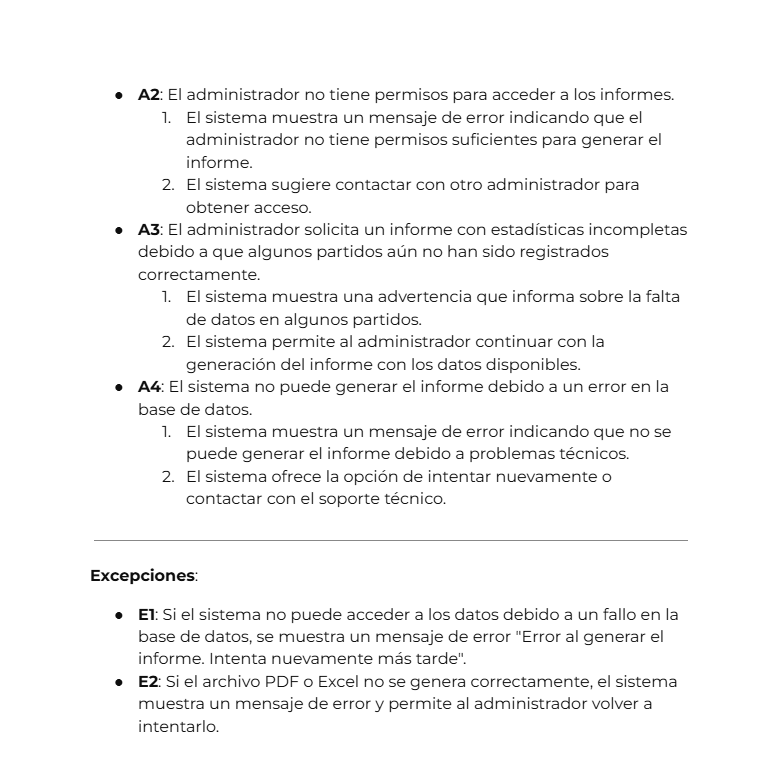 ● A2: El administrador no tiene permisos para acceder a los informes.
1. El sistema muestra un mensaje de error indicando que el
administrador no tiene permisos suficientes para generar el
informe.
2. El sistema sugiere contactar con otro administrador para
obtener acceso.
● A3: El administrador solicita un informe con estadísticas incompletas
debido a que algunos partidos aún no han sido registrados
correctamente.
1. El sistema muestra una advertencia que informa sobre la falta
de datos en algunos partidos.
2. El sistema permite al administrador continuar con la
generación del informe con los datos disponibles.
● A4: El sistema no puede generar el informe debido a un error en la
base de datos.
1. El sistema muestra un mensaje de error indicando que no se
puede generar el informe debido a problemas técnicos.
2. El sistema ofrece la opción de intentar nuevamente o
contactar con el soporte técnico.
Excepciones:
● E1: Si el sistema no puede acceder a los datos debido a un fallo en la
base de datos, se muestra un mensaje de error "Error al generar el
informe. Intenta nuevamente más tarde".
● E2: Si el archivo PDF o Excel no se genera correctamente, el sistema
muestra un mensaje de error y permite al administrador volver a
intentarlo.